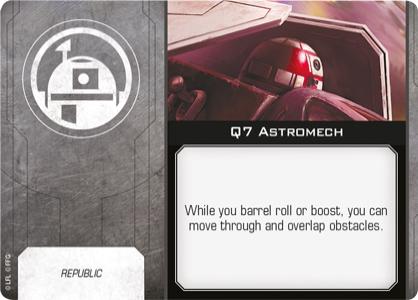 Q7 Astromech
While you barrel roll or boost, you can
move through and overlap obstacles.
REPUBLIC
© LFL © FFG